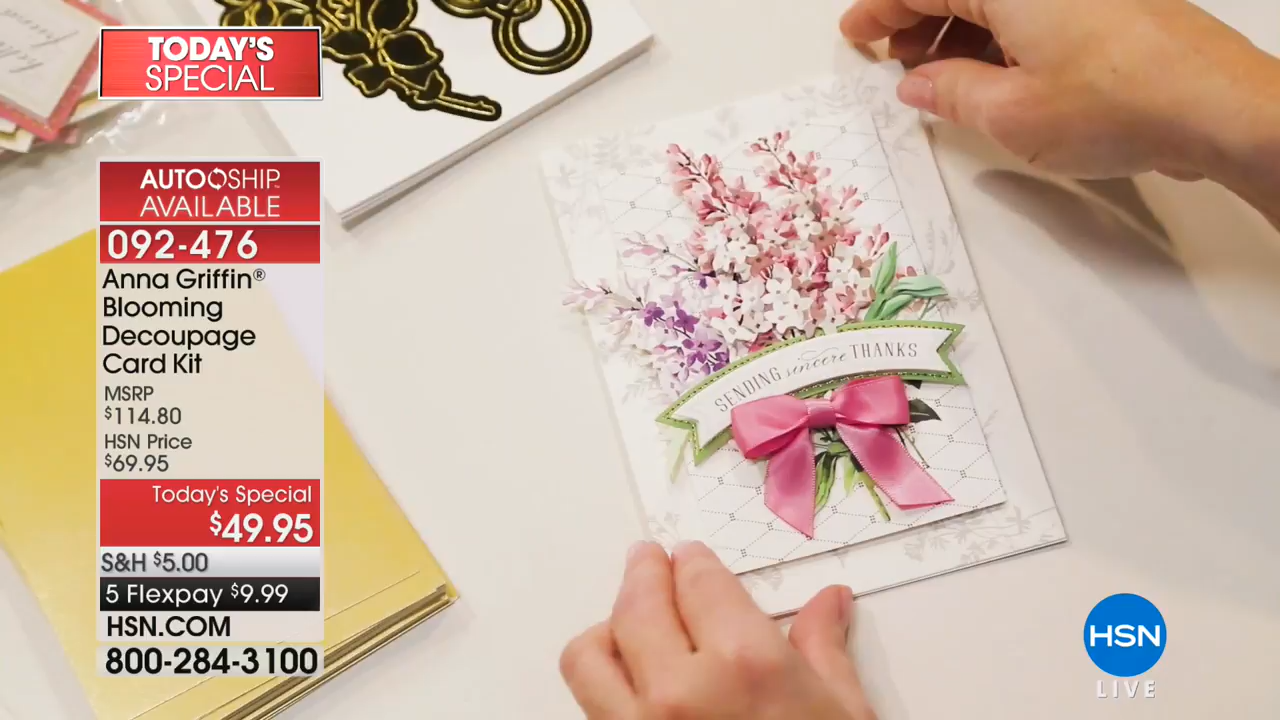 TODAY'S
SPECIAL
AUTOSHIP
AVAILABLE
092-476
Anna Griffin®
Blooming
Decoupage
Card Kit
MSRP
$114.80
HSN Price
$69.95
Today's Special
$49.95
S&H $5.00
5 Flexpay $9.99
HSN.COM
800-284-3100
SENDING sincere THANKS
HSN
LIVE